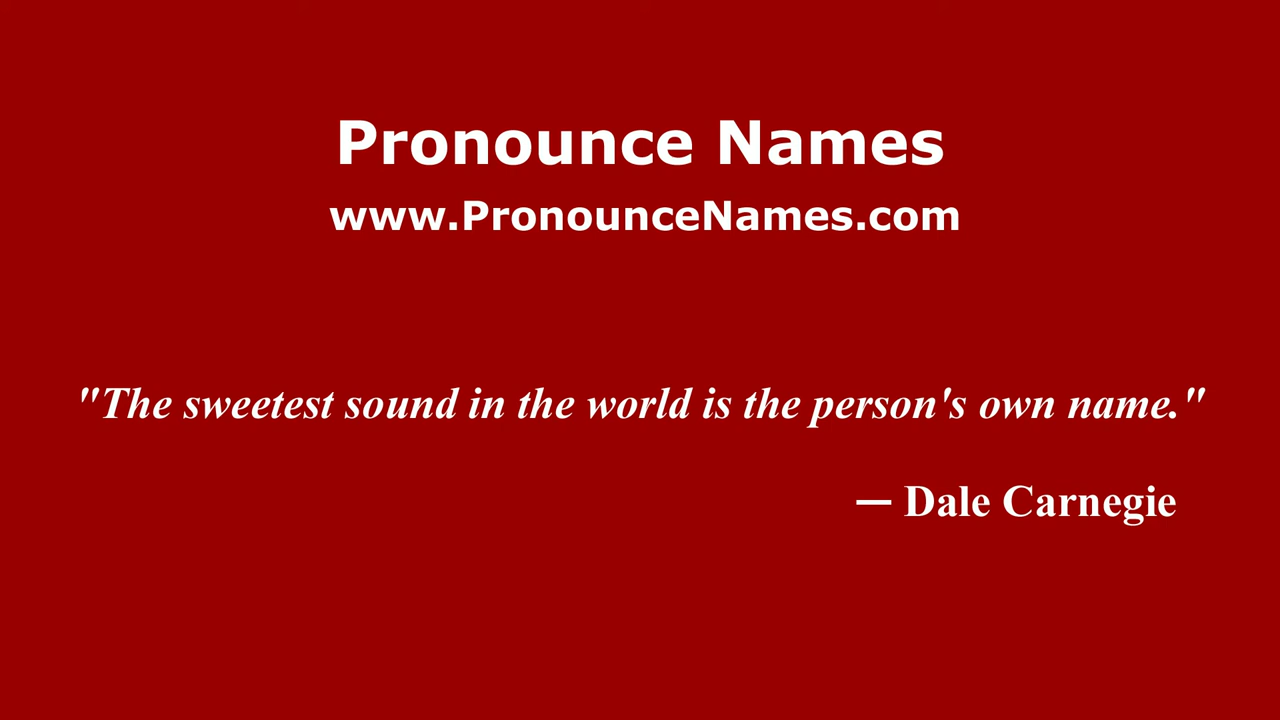 Pronounce Names
www.PronounceNames.com
"The sweetest sound in the world is the person's own name."
— Dale Carnegie